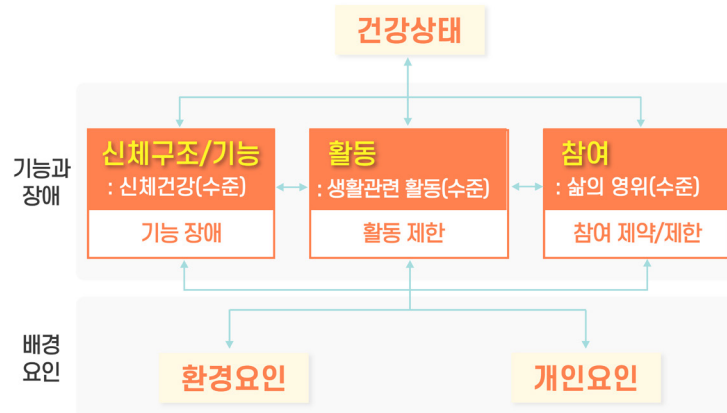 건강상태
기능과
장애
신체구조/기능
: 신체건강(수준)
기능 장애
활동
: 생활관련 활동(수준)
활동 제한
참여
: 삶의 영위(수준)
참여 제약/제한
배경
요인
환경요인
개인요인